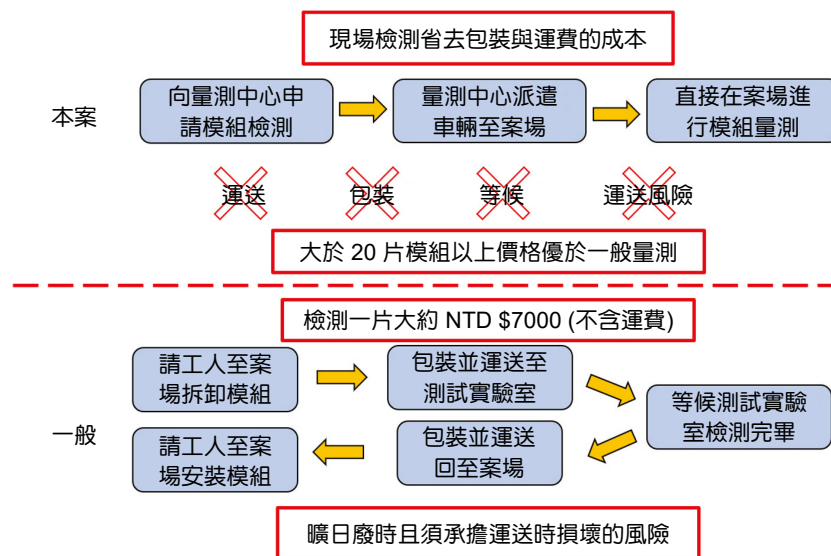 現場檢測省去包裝與運費的成本
本案
向量測中心申
請模組檢測
量測中心派遣
車輛至案場
直接在案場進
行模組量測
運送
包裝
等候
運送風險
大於 20 片模組以上價格優於一般量測
檢測一片大約 NTD $7000 (不含運費)
一般
請工人至案
場拆卸模組
包裝並運送至
測試實驗室
等候測試實驗
室檢測完畢
包裝並運送
回至案場
請工人至案
場安裝模組
曠日廢時且須承擔運送時損壞的風險